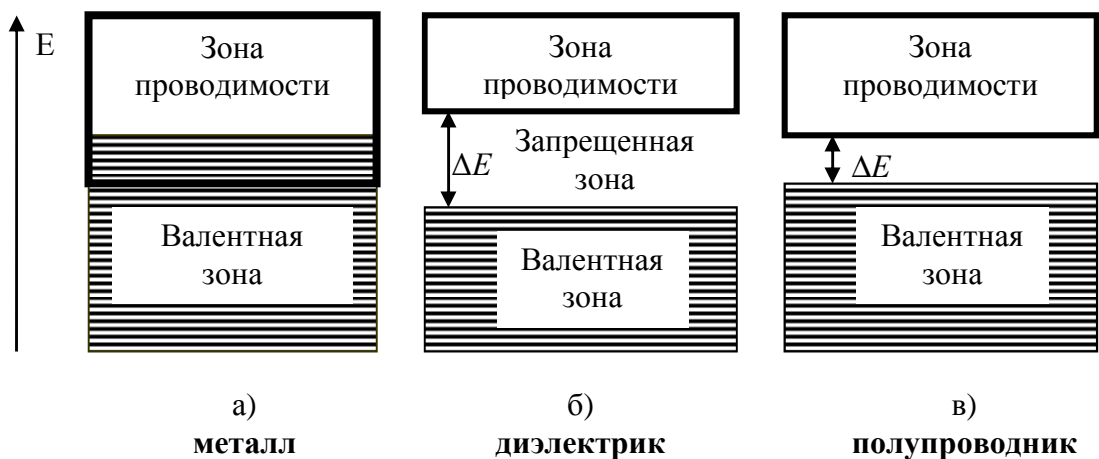 E
Зона
проводимости
Валентная
зона
а)
металл
Зона
проводимости
ΔE
Запрещенная
зона
Валентная
зона
б)
диэлектрик
Зона
проводимости
ΔE
Валентная
зона
в)
полупроводник